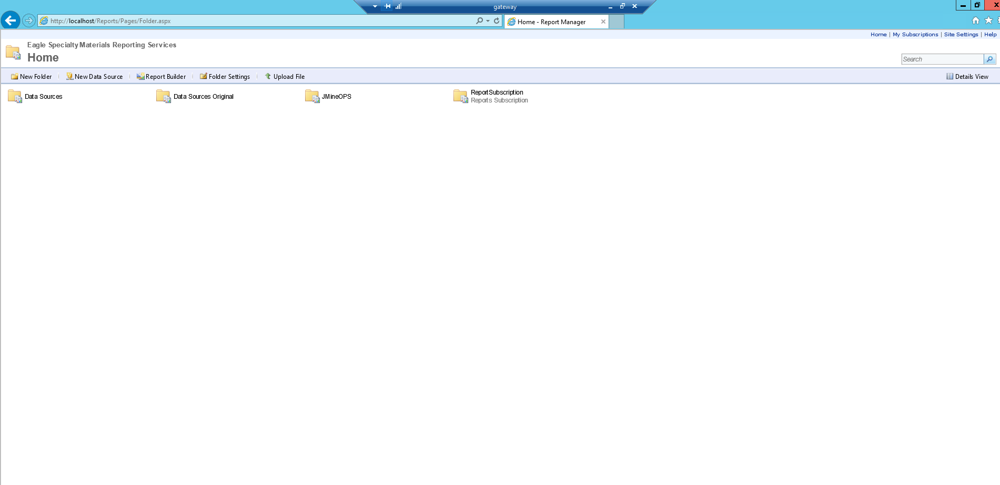 gateway
http://localhost/Reports/Pages/Folder.aspx
Home - Report Manager
Home | My Subscriptions | Site Settings | Help
Eagle Specialty Materials Reporting Services
Home
Search
New Folder
New Data Source
Report Builder
Folder Settings
Upload File
Details View
Data Sources
Data Sources Original
JMineOPS
ReportSubscription
Reports Subscription